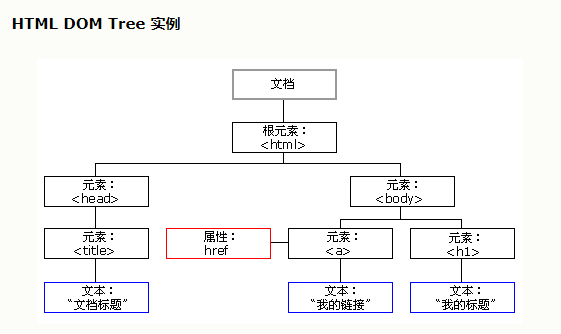 HTML DOM Tree 实例
文档
根元素：
<html>
元素：
<head>
元素：
<body>
元素：
<title>
属性：
href
元素：
<a>
元素：
<h1>
文本：
“文档标题”
文本：
“我的链接”
文本：
“我的标题”